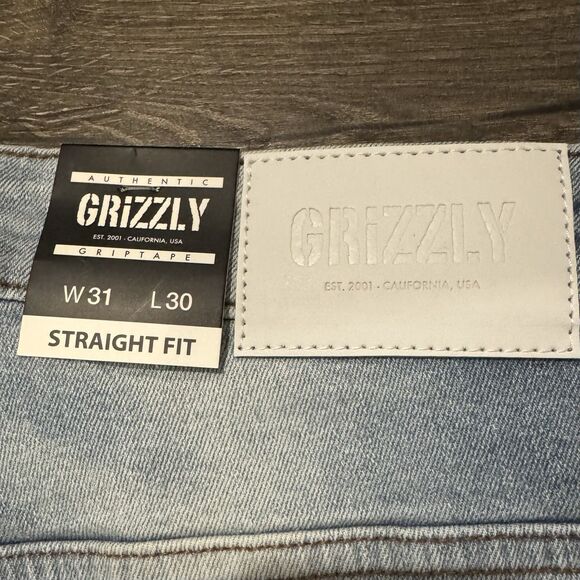 AUTHENTIC
GRiZZLY
EST. 2001 · CALIFORNIA, USA
GRIPTAPE
W 31 L 30
STRAIGHT FIT
GRiZZLY
EST. 2001 · CALIFORNIA, USA